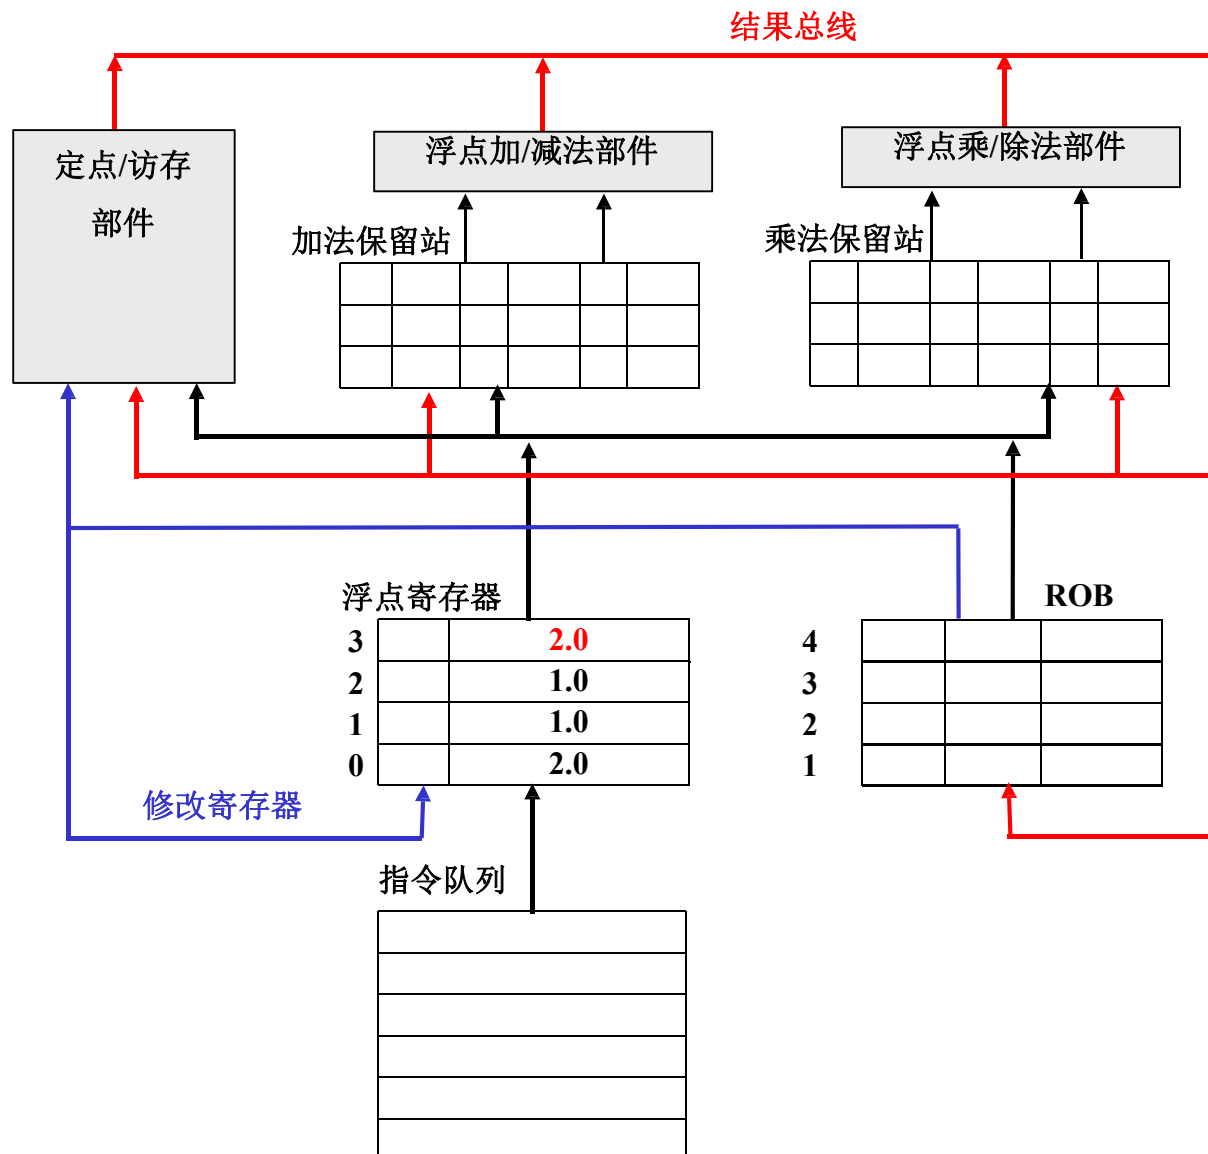 结果总线
定点/访存
部件
浮点加/减法部件
浮点乘/除法部件
加法保留站
乘法保留站
浮点寄存器
ROB
3 2.0
4
2 1.0
3
1 1.0
2
0 2.0
1
修改寄存器
指令队列